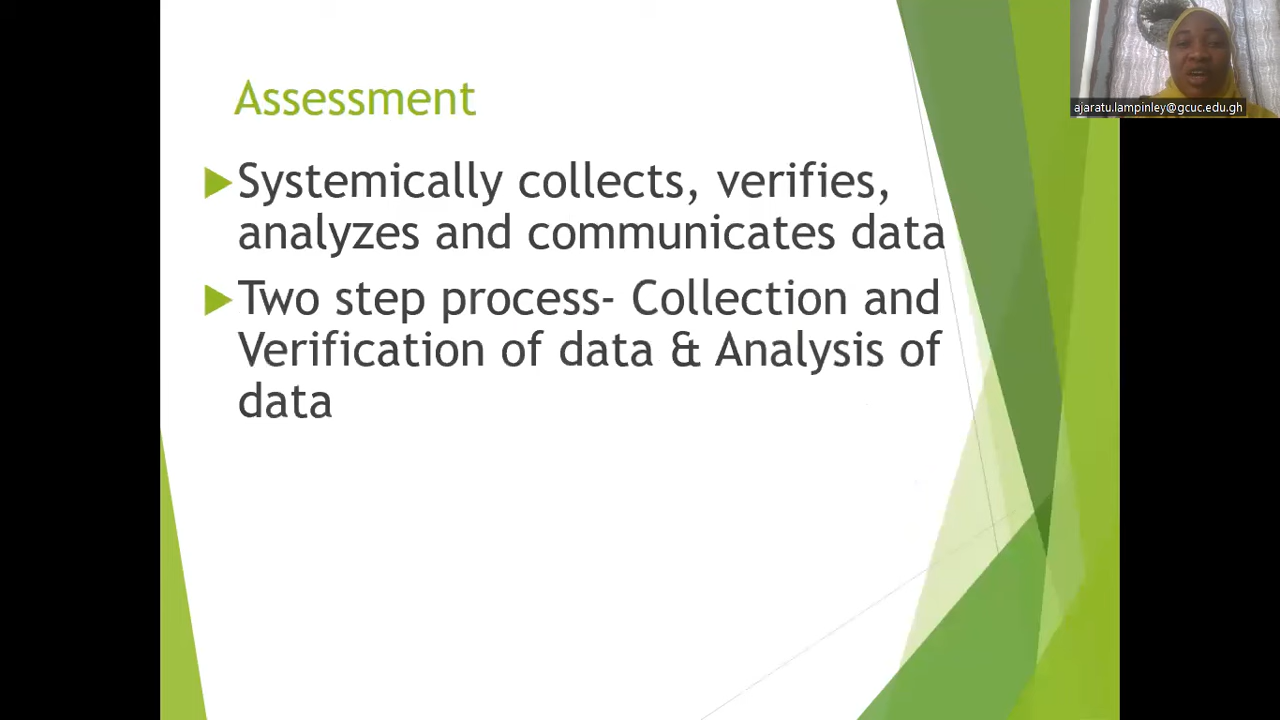 Assessment
Systemically collects, verifies,
analyzes and communicates data
Two step process- Collection and
Verification of data & Analysis of
data
ajaratu.lampinley@gcuc.edu.gh